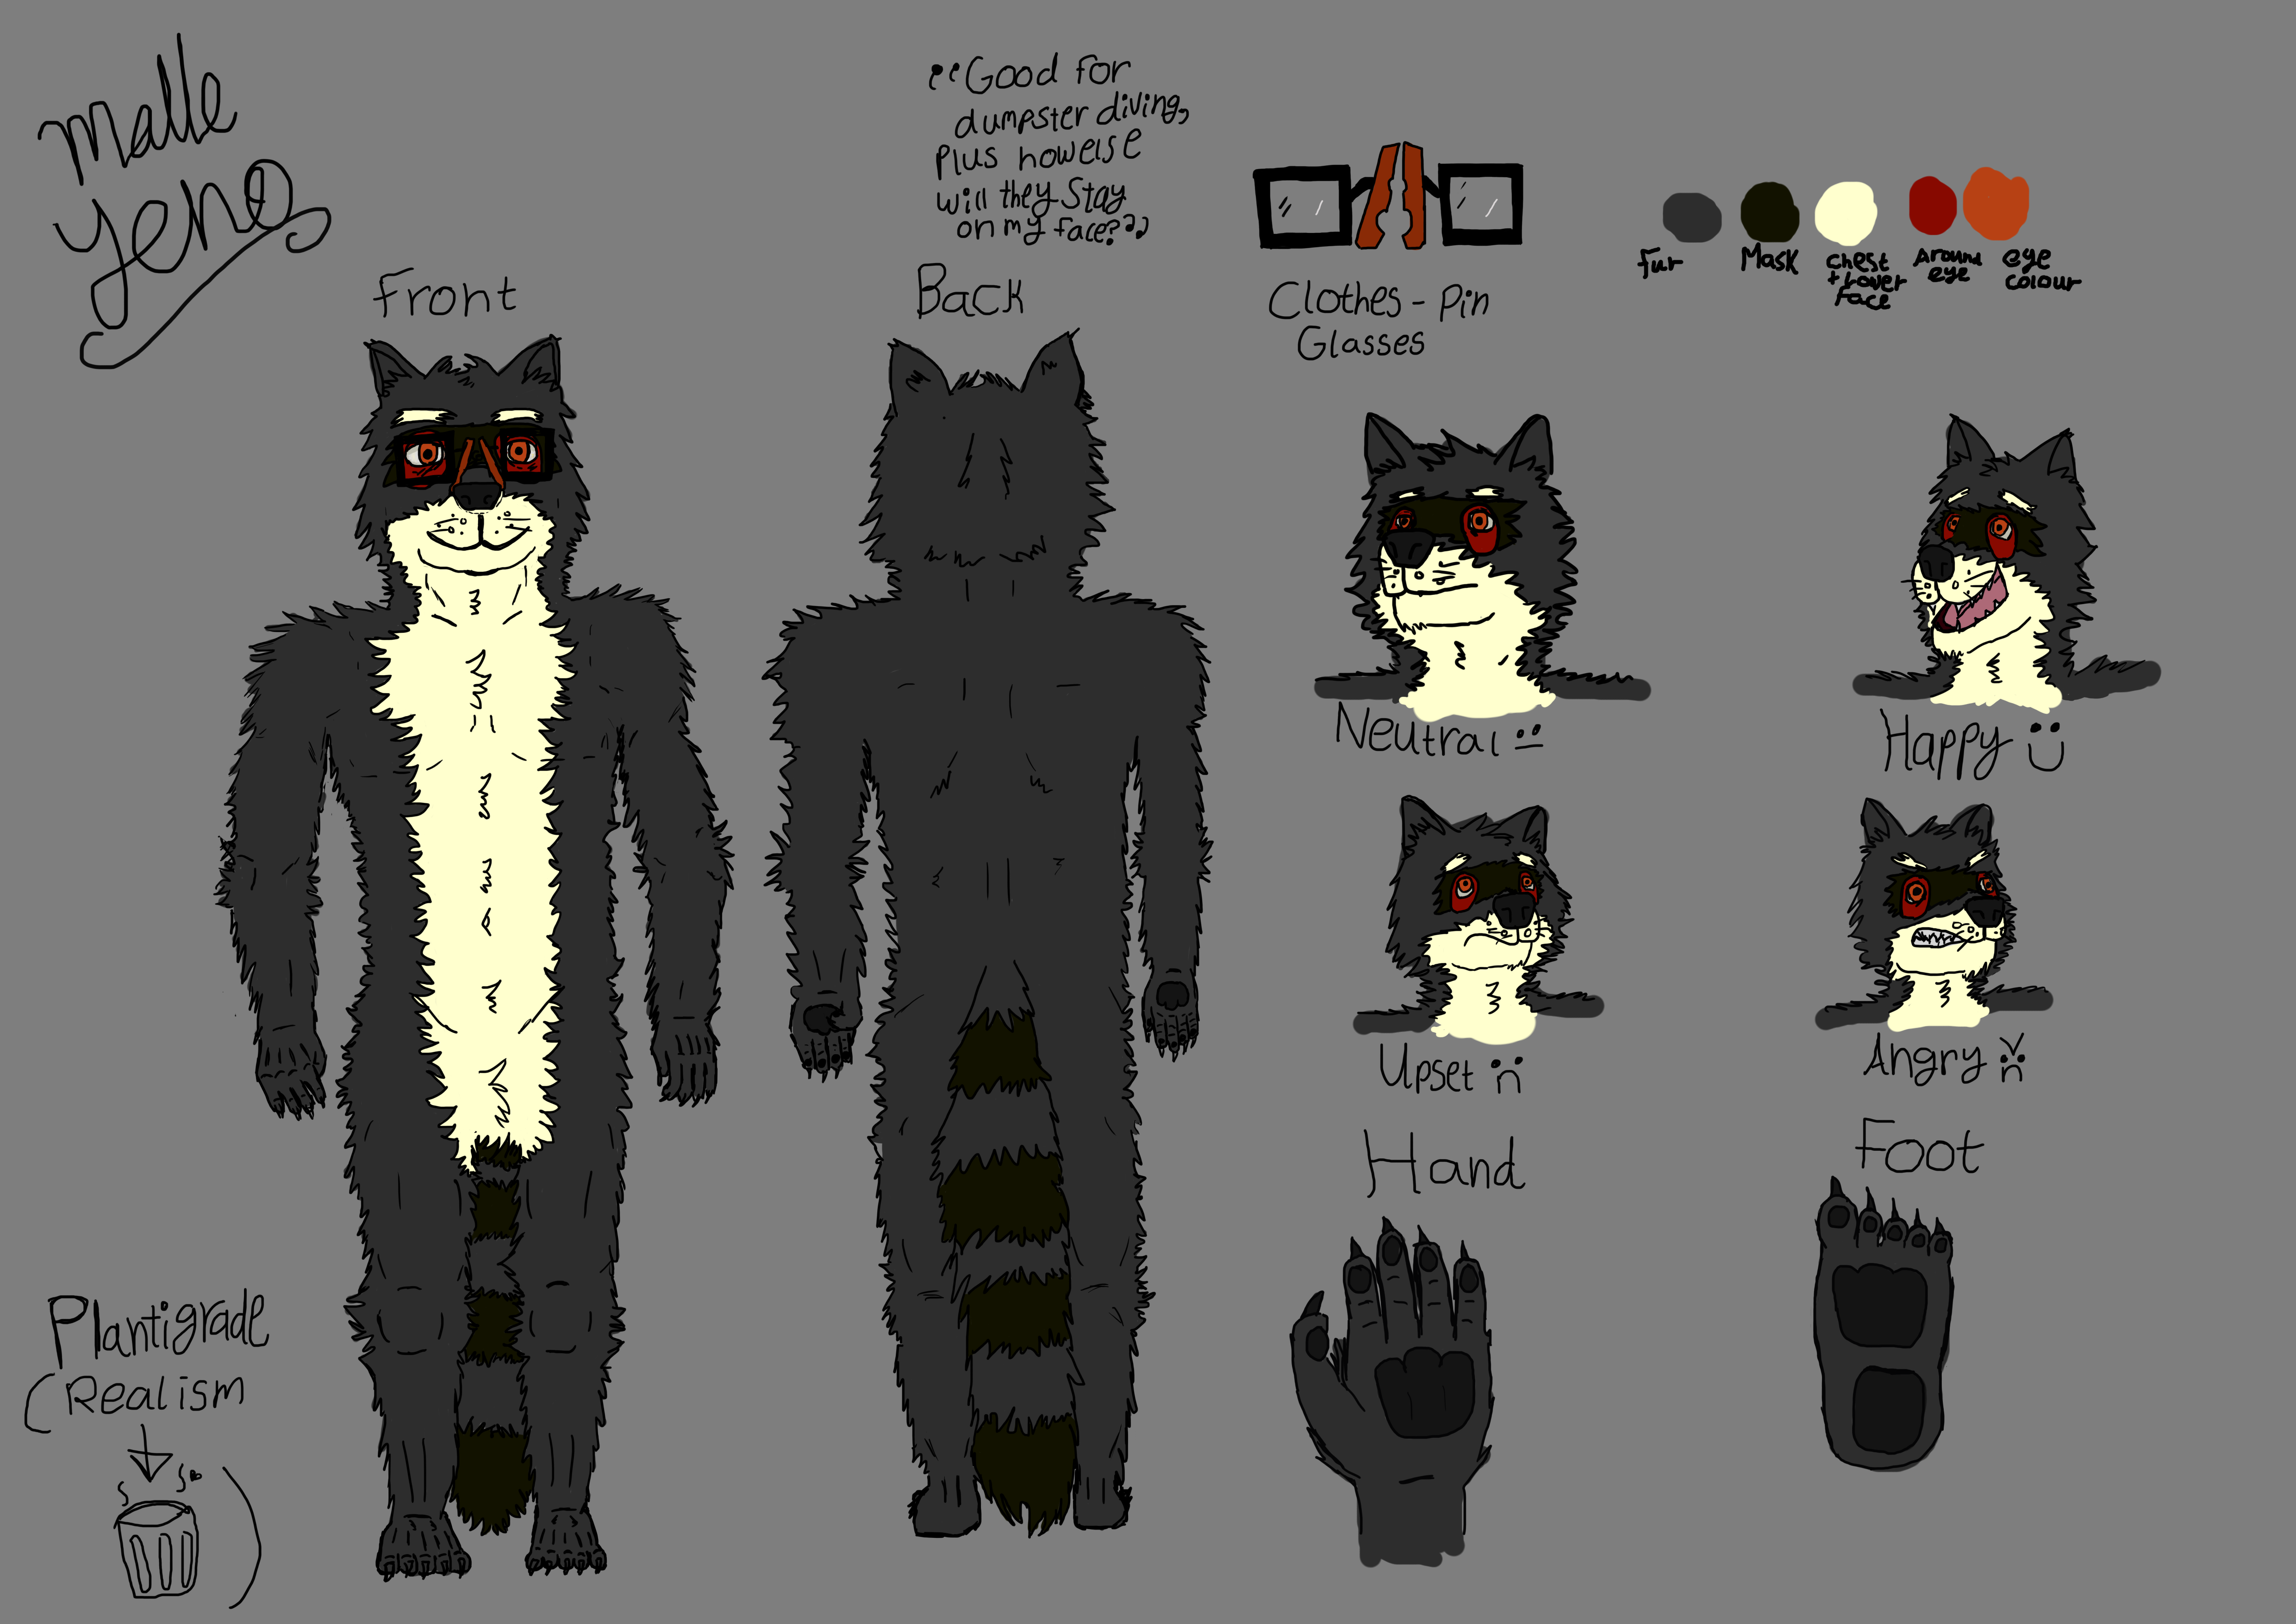 Malle
Jeno
"Good for
dumpster diving,
Plus howelse
will they stay
on my face?"
Front
Back
Clothes-Pin
Glasses
fur
Mask
chest
+ Lower
face
Around
eye
eye
colour
Neutral :|
Happy :)
Upset :(
Angry >:(
Hand
Foot
Plantigrade
(Realism
)